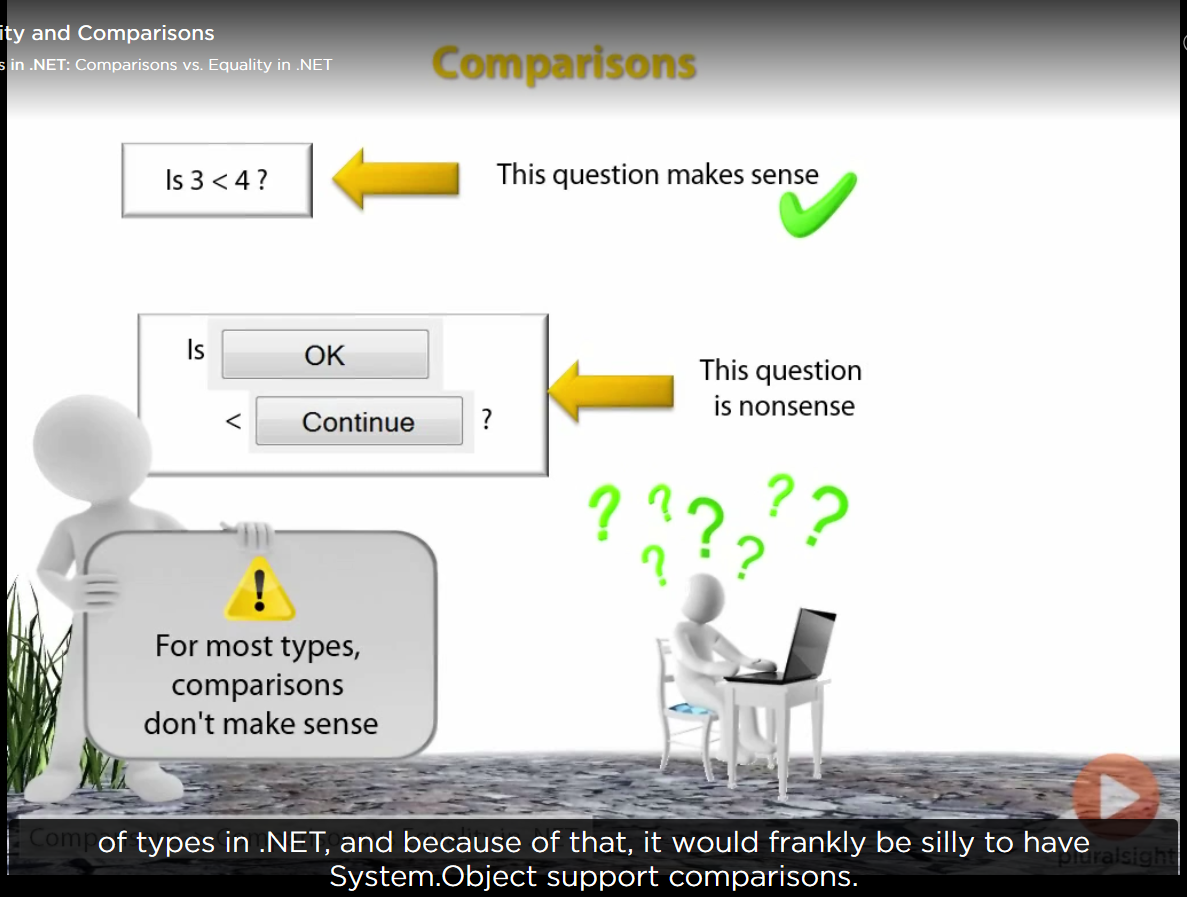 ity and Comparisons
s in .NET: Comparisons vs. Equality in .NET
Comparisons
Is 3 < 4 ?
This question makes sense
Is OK
< Continue ?
This question
is nonsense
? ? ? ? ? ? ?
!
For most types,
comparisons
don't make sense
of types in .NET, and because of that, it would frankly be silly to have
System.Object support comparisons.
pluralsight